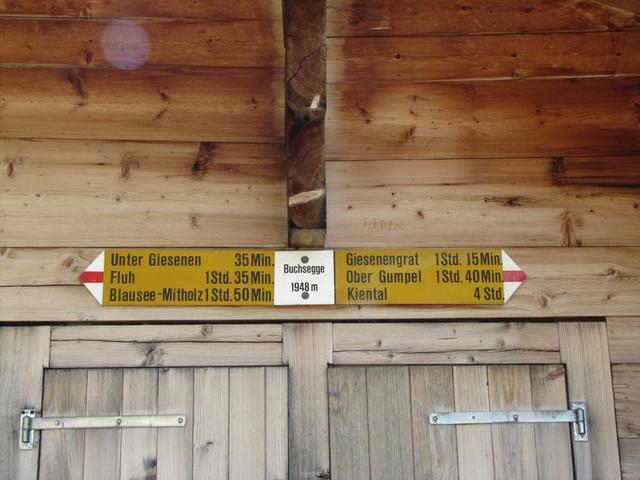 Unter Giesenen 35 Min.
Fluh 1 Std. 35 Min.
Blausee-Mitholz 1 Std. 50 Min.
Buchsegge
1948 m
Giesenengrat 1 Std. 15 Min.
Ober Gumpel 1 Std. 40 Min.
Kiental 4 Std.